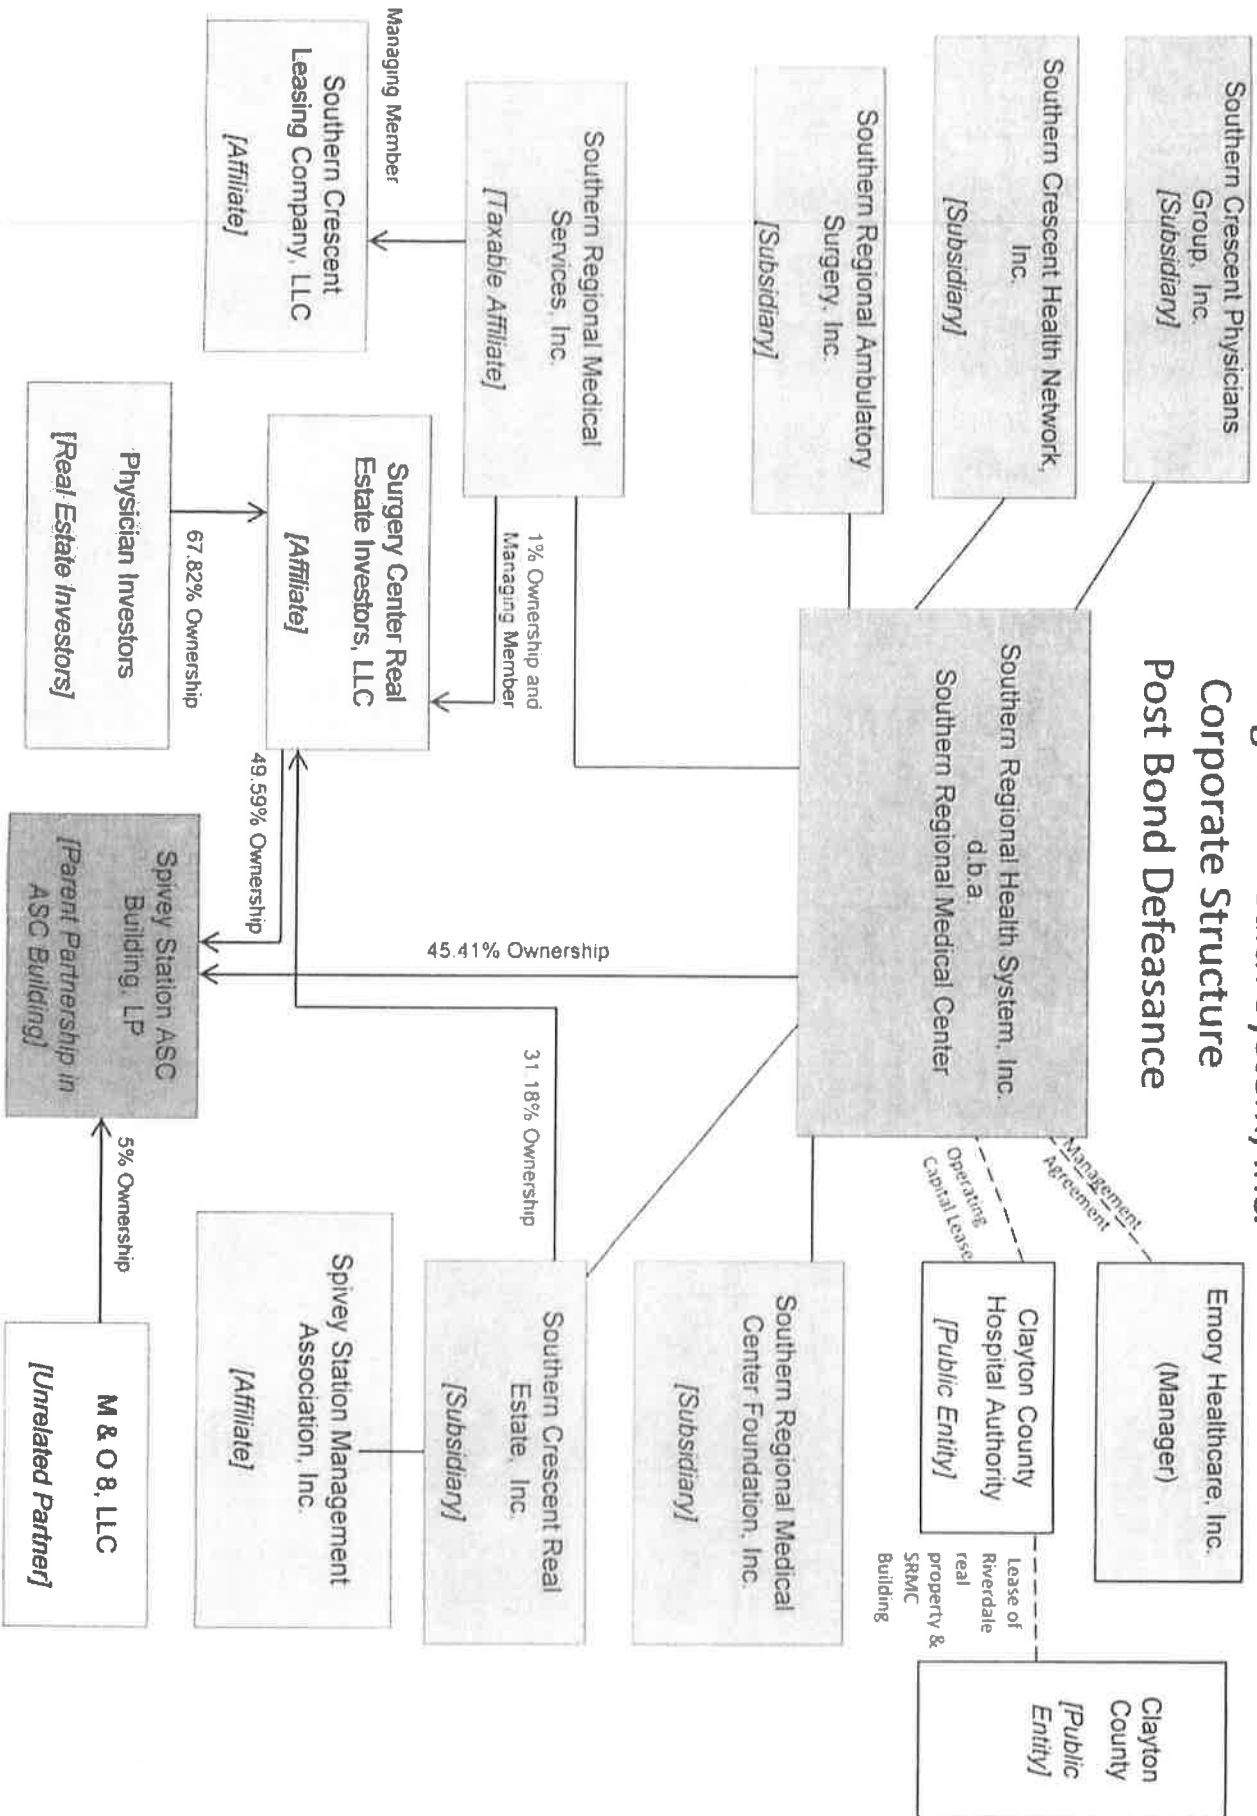 Corporate Structure
Post Bond Defeasance
Southern Crescent Physicians
Group, Inc.
[Subsidiary]
Southern Crescent Health Network,
Inc.
[Subsidiary]
Southern Regional Ambulatory
Surgery, Inc.
[Subsidiary]
Southern Regional Medical
Services, Inc.
[Taxable Affiliate]
Managing Member
Southern Crescent
Leasing Company, LLC
[Affiliate]
Southern Regional Health System, Inc.
d.b.a.
Southern Regional Medical Center
Management
Agreement
Operating
Capital Lease
Emory Healthcare, Inc.
(Manager)
Clayton County
Hospital Authority
[Public Entity]
Lease of
Riverdale
real
property &
SRMC
Building
Clayton
County
[Public
Entity]
Southern Regional Medical
Center Foundation, Inc.
[Subsidiary]
Southern Crescent Real
Estate, Inc.
[Subsidiary]
Spivey Station Management
Association, Inc.
[Affiliate]
1% Ownership and
Managing Member
Surgery Center Real
Estate Investors, LLC
[Affiliate]
67.82% Ownership
Physician Investors
[Real Estate Investors]
49.59% Ownership
45.41% Ownership
31.18% Ownership
Spivey Station ASC
Building, LP
[Parent Partnership in
ASC Building]
5% Ownership
M & O 8, LLC
[Unrelated Partner]